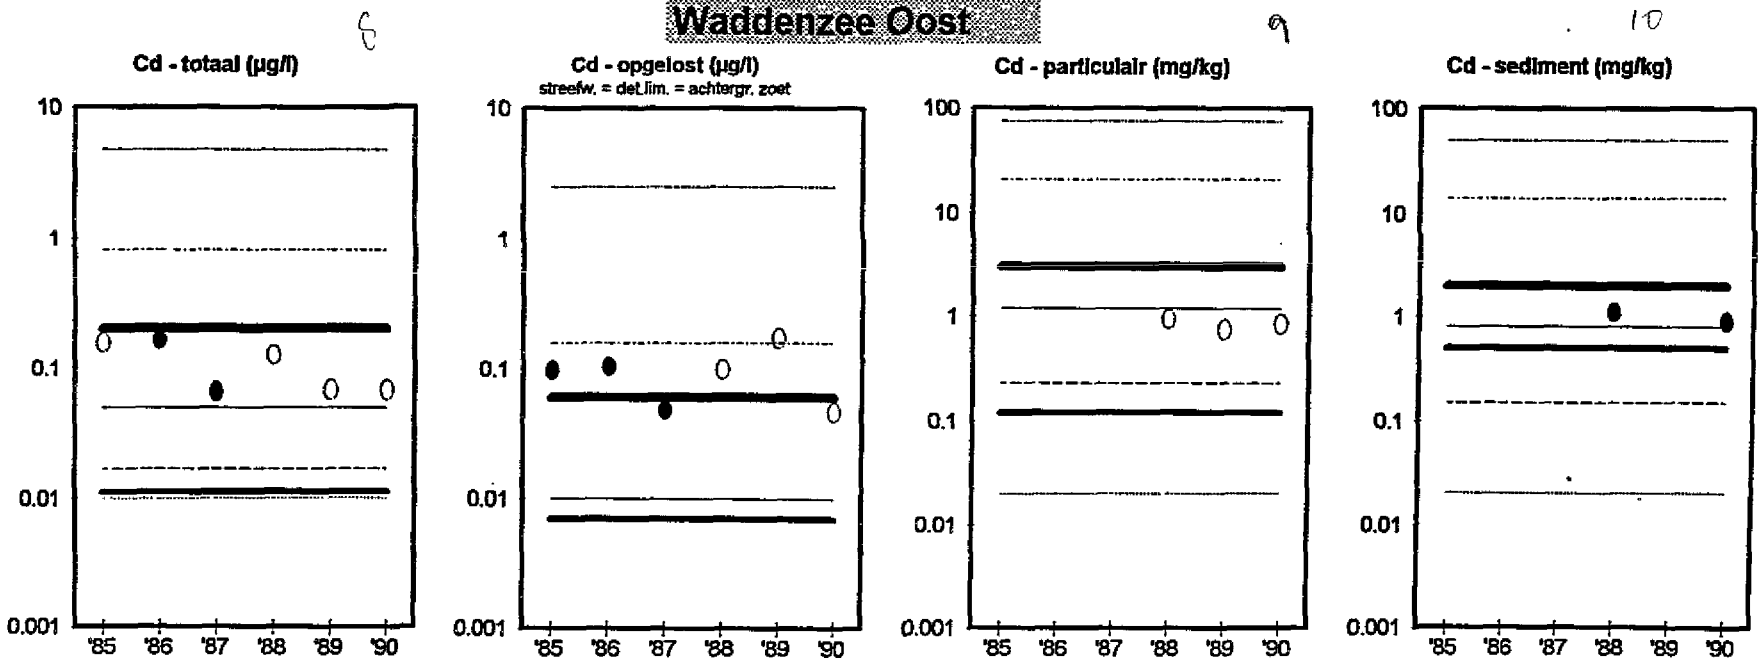 Waddenzee Oost
8
9
10
Cd - totaal (µg/l)
10
1
0.1
0.01
0.001
'85 '86 '87 '88 '89 '90
Cd - opgelost (µg/l)
streefw. = det.lim. = achtergr. zoet
10
1
0.1
0.01
0.001
'85 '86 '87 '88 '89 '90
Cd - particulair (mg/kg)
100
10
1
0.1
0.01
0.001
'85 '86 '87 '88 '89 '90
Cd - sediment (mg/kg)
100
10
1
0.1
0.01
0.001
'85 '86 '87 '88 '89 '90